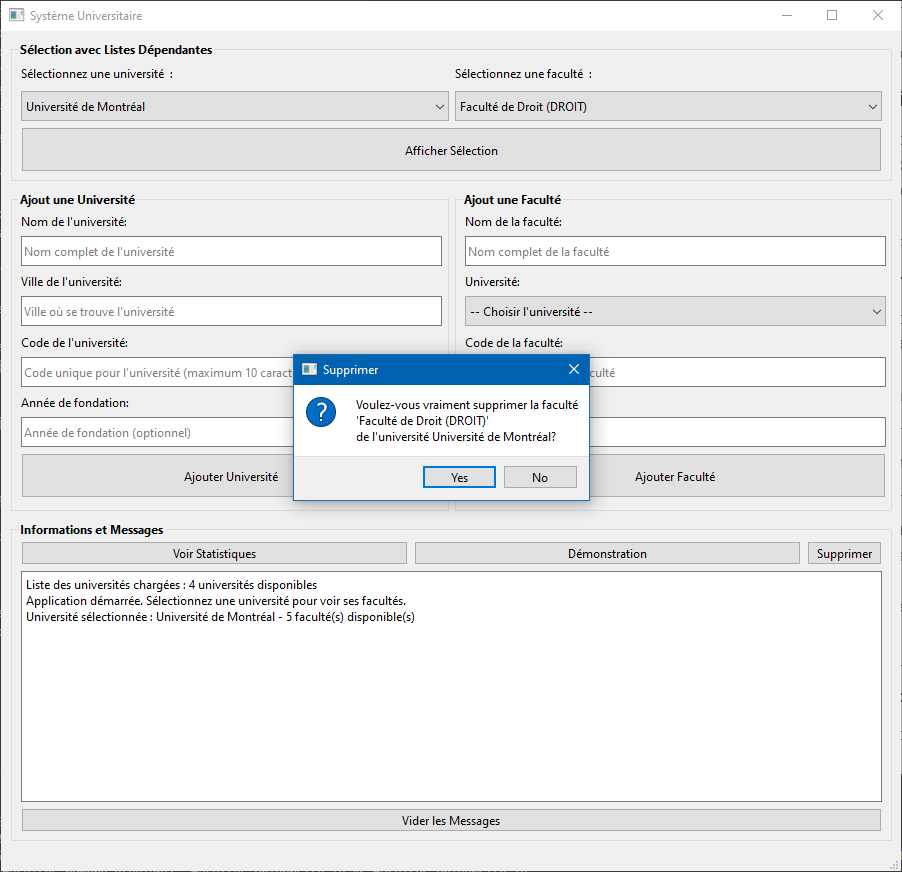 Système Universitaire
Sélection avec Listes Dépendantes
Sélectionnez une université :
Sélectionnez une faculté :
Université de Montréal
Faculté de Droit (DROIT)
Afficher Sélection
Ajout une Université
Ajout une Faculté
Nom de l'université:
Nom de la faculté:
Nom complet de l'université
Nom complet de la faculté
Ville de l'université:
Université:
Ville où se trouve l'université
-- Choisir l'université --
Code de l'université:
Code de la faculté:
Code unique pour l'université (maximum 10 caract
culté
Année de fondation:
Année de fondation (optionnel)
Ajouter Université
Ajouter Faculté
Supprimer
Voulez-vous vraiment supprimer la faculté
'Faculté de Droit (DROIT)'
de l'université Université de Montréal?
Yes
No
Informations et Messages
Voir Statistiques
Démonstration
Supprimer
Liste des universités chargées : 4 universités disponibles
Application démarrée. Sélectionnez une université pour voir ses facultés.
Université sélectionnée : Université de Montréal - 5 faculté(s) disponible(s)
Vider les Messages